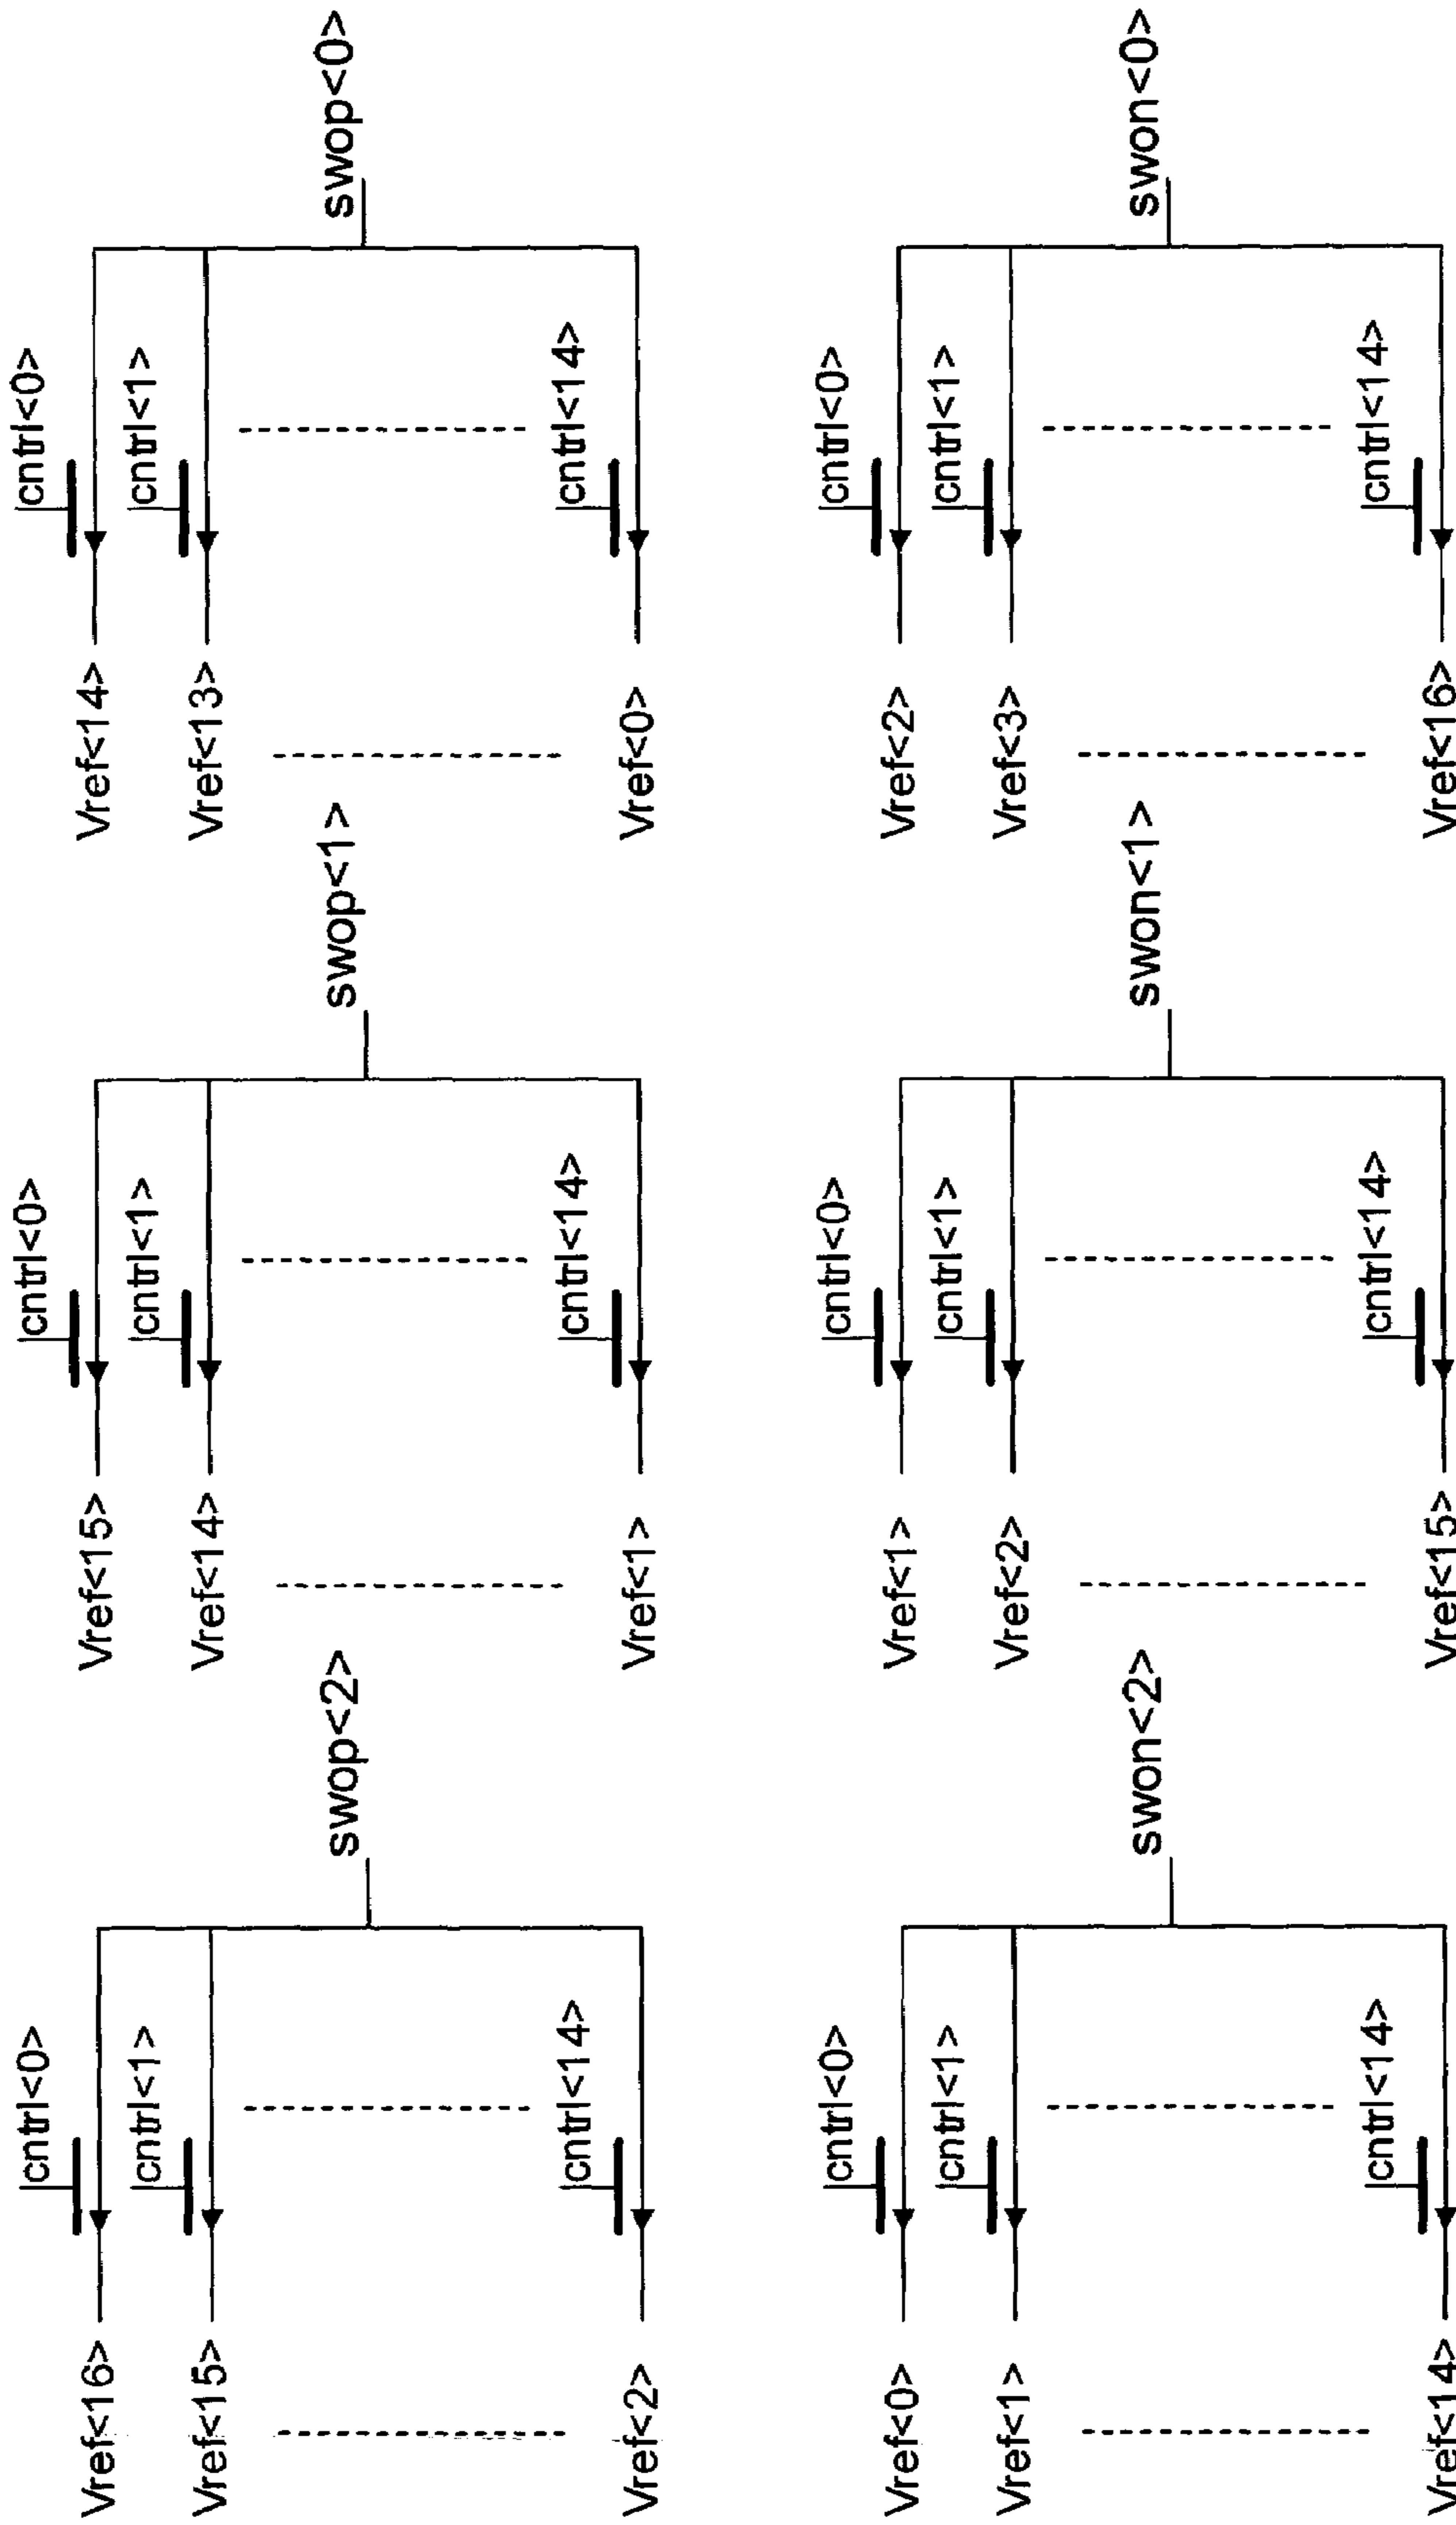 cntrl<0>
Vref<16>
cntrl<1>
Vref<15>
swop<2>
cntrl<14>
Vref<2>
cntrl<0>
Vref<15>
cntrl<1>
Vref<14>
swop<1>
cntrl<14>
Vref<1>
cntrl<0>
Vref<14>
cntrl<1>
Vref<13>
swop<0>
cntrl<14>
Vref<0>
cntrl<0>
Vref<0>
cntrl<1>
Vref<1>
swon<2>
cntrl<14>
Vref<14>
cntrl<0>
Vref<1>
cntrl<1>
Vref<2>
swon<1>
cntrl<14>
Vref<15>
cntrl<0>
Vref<2>
cntrl<1>
Vref<3>
swon<0>
cntrl<14>
Vref<16>